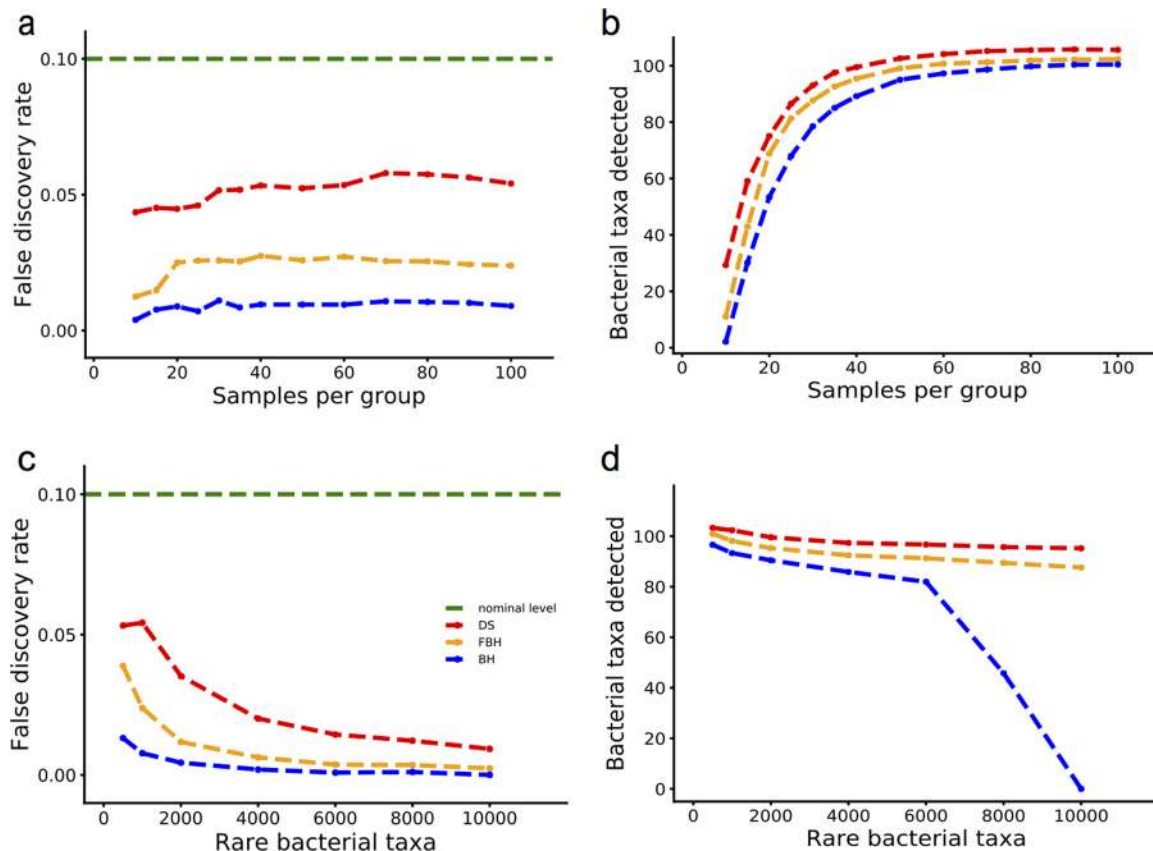 a
0.10
0.05
0.00
False discovery rate
0 20 40 60 80 100
Samples per group
b
100
80
60
40
20
0
Bacterial taxa detected
0 20 40 60 80 100
Samples per group
c
0.10
0.05
0.00
False discovery rate
nominal level
DS
FBH
BH
0 2000 4000 6000 8000 10000
Rare bacterial taxa
d
100
80
60
40
20
0
Bacterial taxa detected
0 2000 4000 6000 8000 10000
Rare bacterial taxa